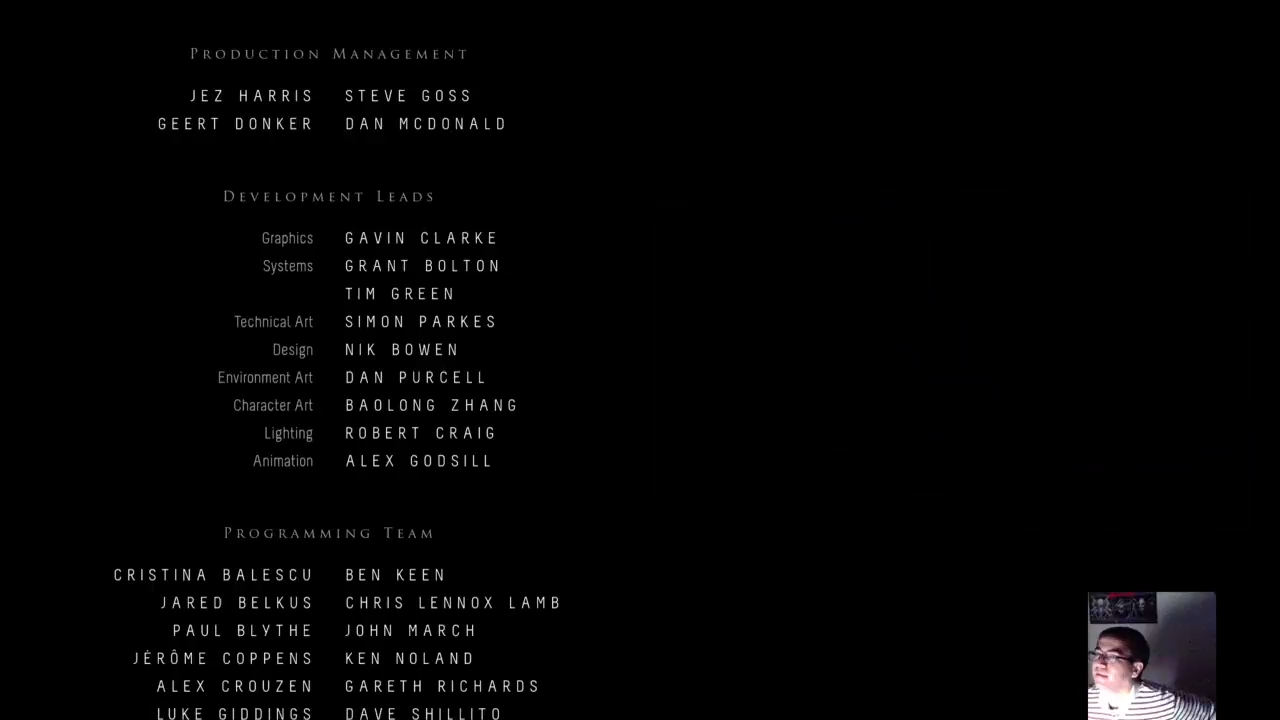 PRODUCTION MANAGEMENT
JEZ HARRIS STEVE GOSS
GEERT DONKER DAN MCDONALD
DEVELOPMENT LEADS
Graphics GAVIN CLARKE
Systems GRANT BOLTON
TIM GREEN
Technical Art SIMON PARKES
Design NIK BOWEN
Environment Art DAN PURCELL
Character Art BAOLONG ZHANG
Lighting ROBERT CRAIG
Animation ALEX GODSILL
PROGRAMMING TEAM
CRISTINA BALESCU BEN KEEN
JARED BELKUS CHRIS LENNOX LAMB
PAUL BLYTHE JOHN MARCH
JÉRÔME COPPENS KEN NOLAND
ALEX CROUZEN GARETH RICHARDS
LUKE GIDDINGS DAVE SHILLITO